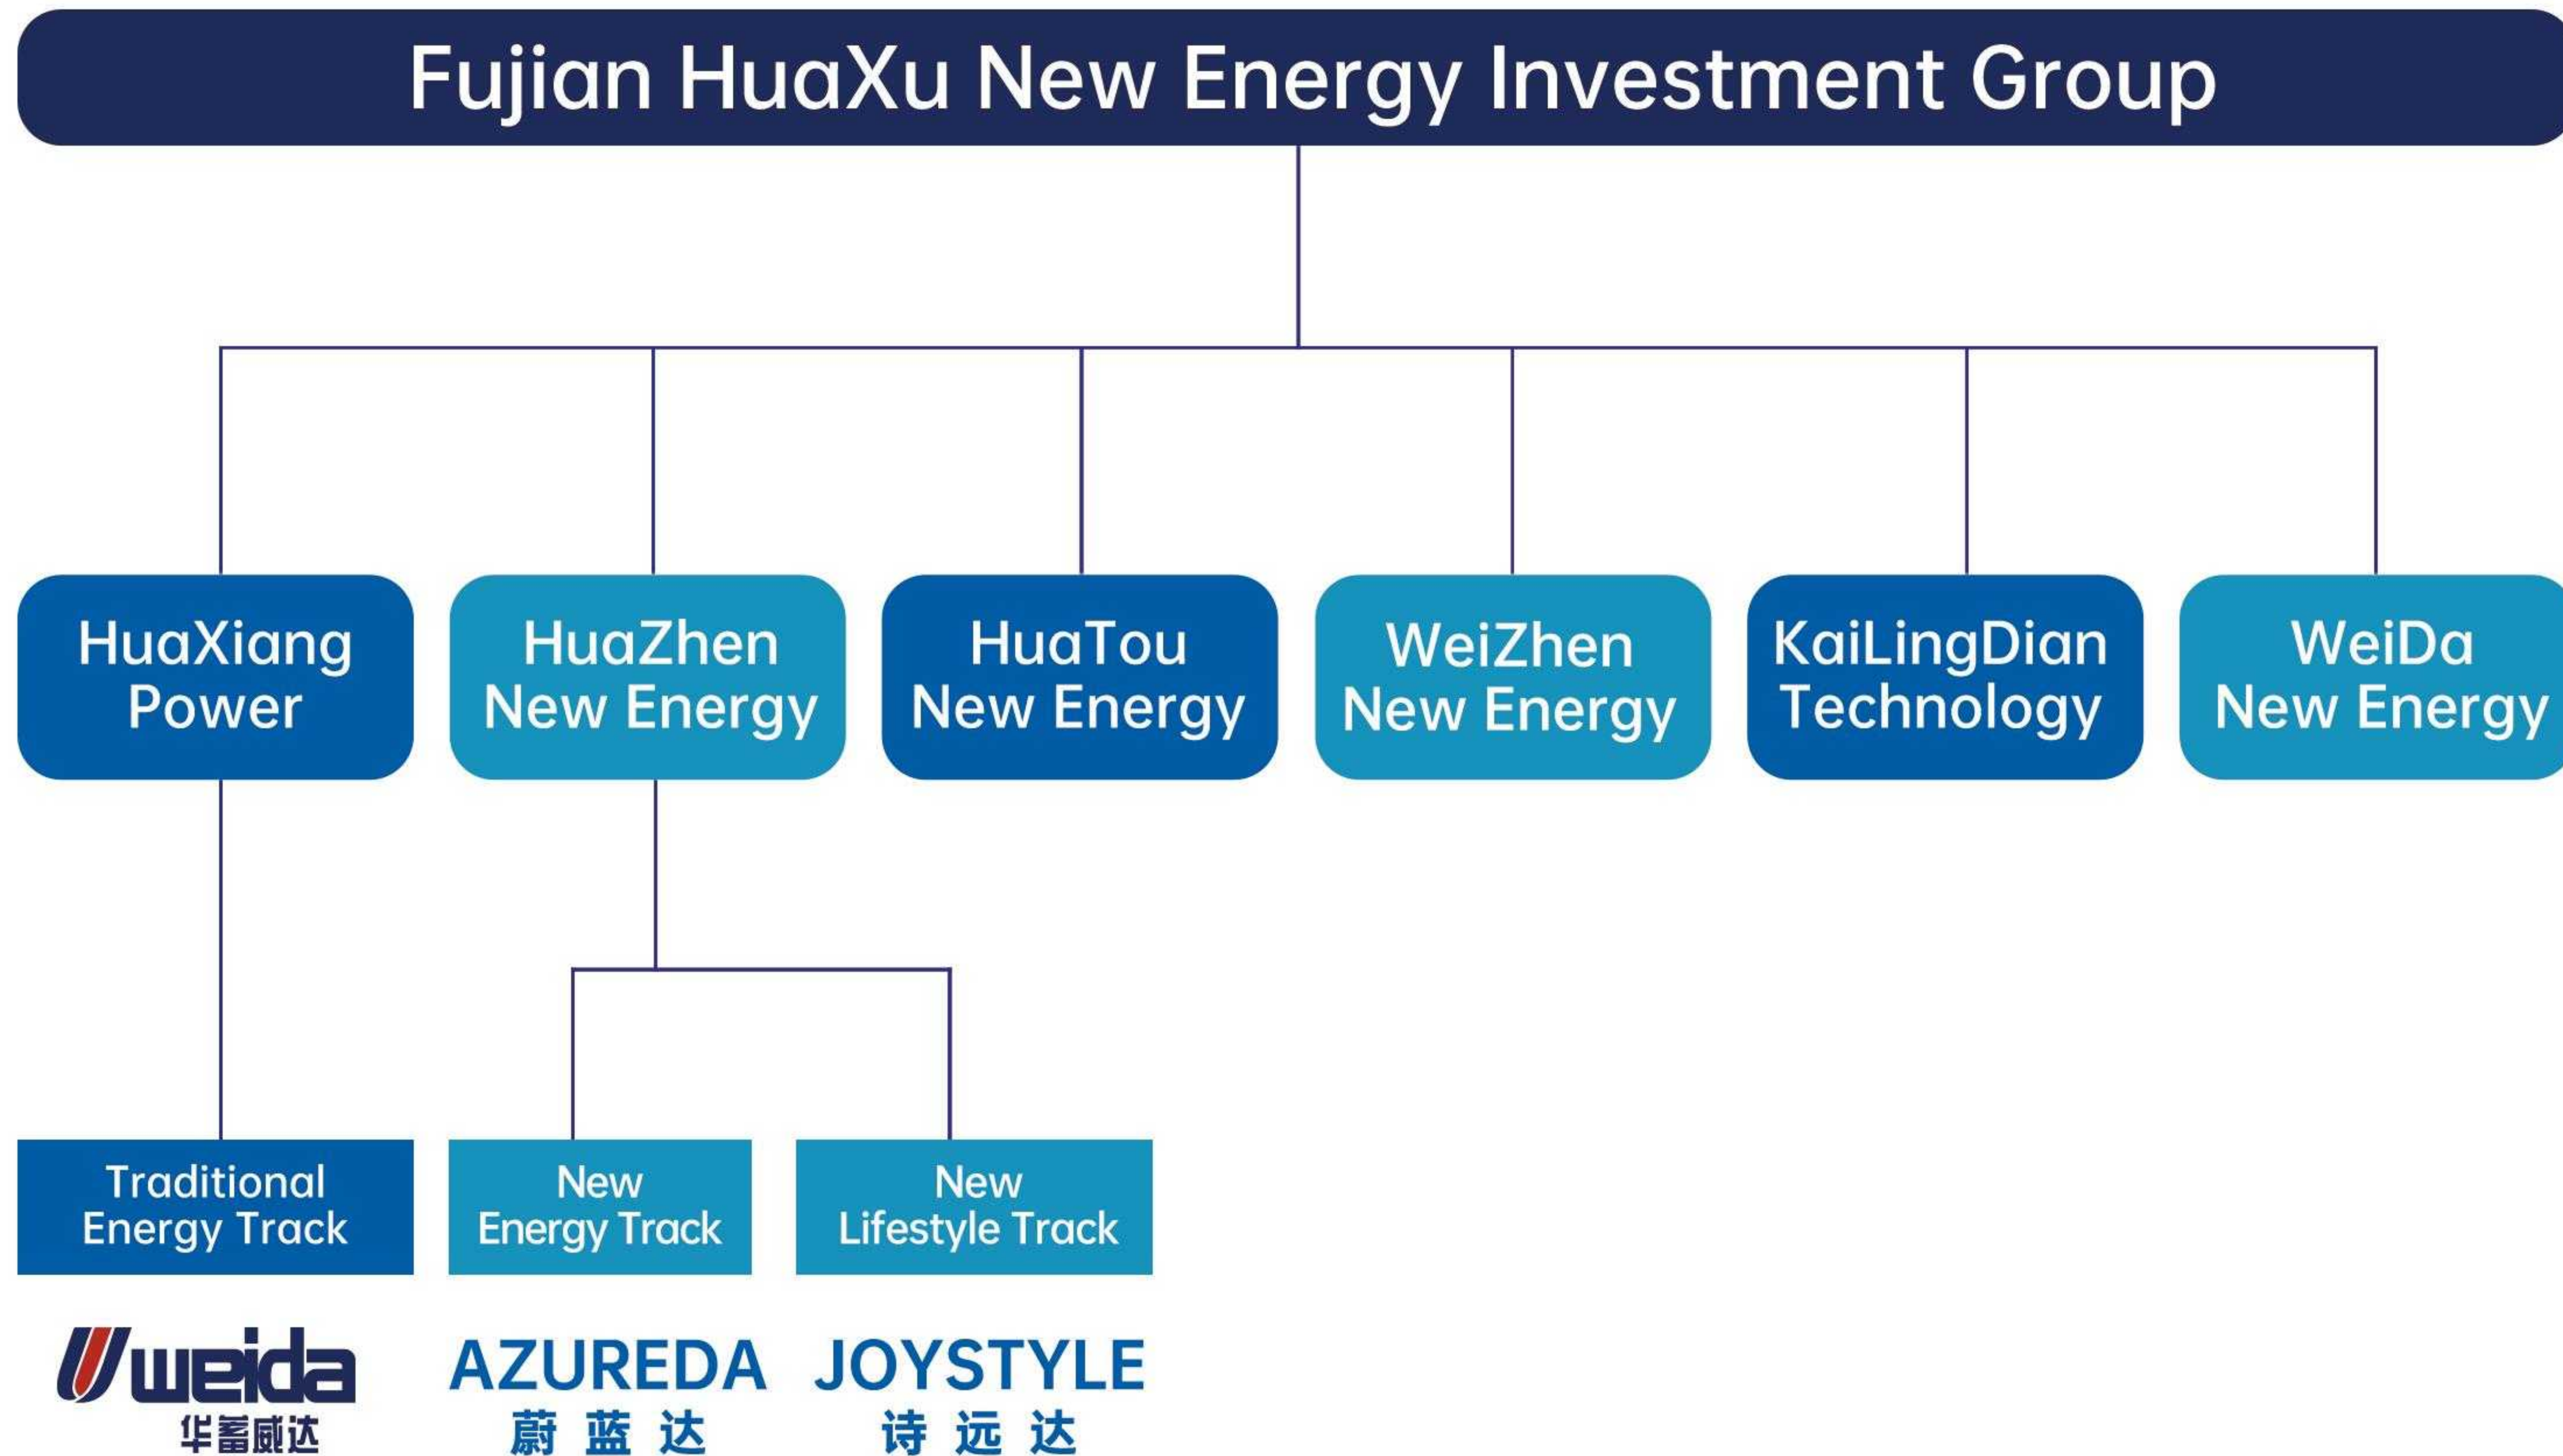 Fujian HuaXu New Energy Investment Group
HuaXiang
Power
HuaZhen
New Energy
HuaTou
New Energy
WeiZhen
New Energy
KaiLingDian
Technology
WeiDa
New Energy
Traditional
Energy Track
New
Energy Track
New
Lifestyle Track
weida
华蓄威达
AZUREDA
蔚蓝达
JOYSTYLE
诗远达